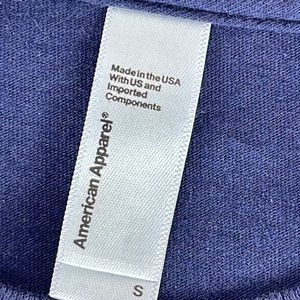 Made in the USA
With US and
Imported
Components
American Apparel®
S